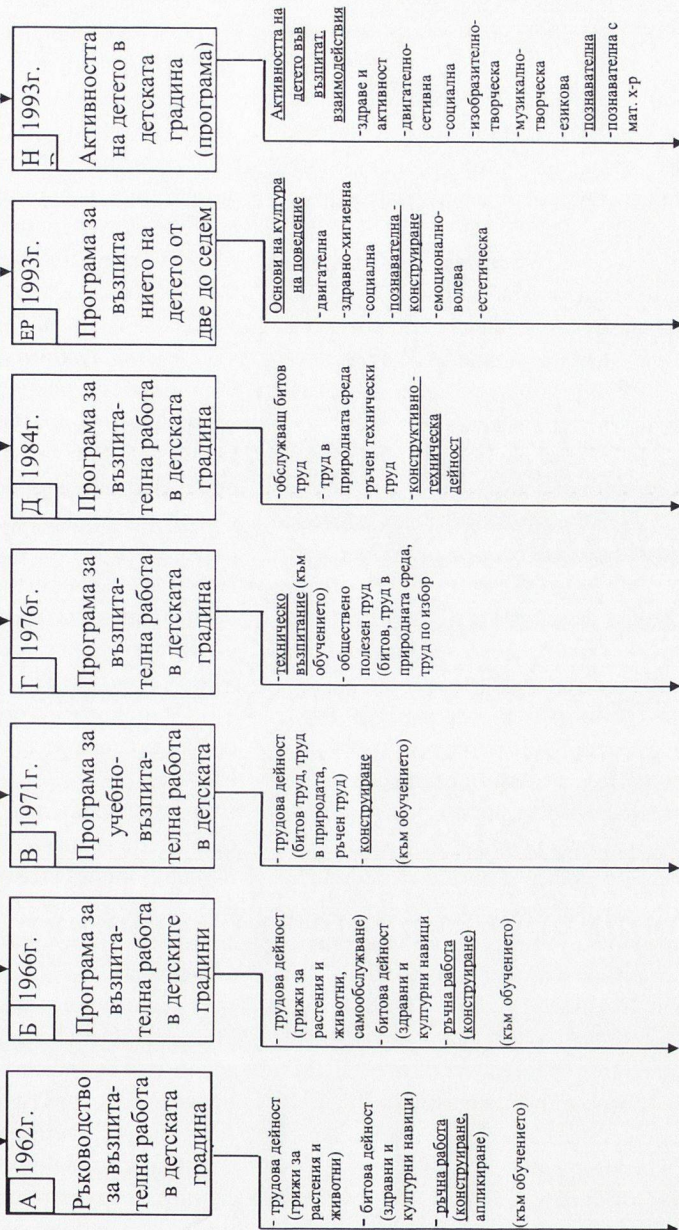 А 1962г.
Ръководство
за възпита-
телна работа
в детската
градина
- трудова дейност
(грижи за
растения и
животни)
- битова дейност
(здравни и
културни навици)
- ръчна работа
(конструиране,
апликиране)
(към обучението)
Б 1966г.
Програма за
възпита-
телна работа
в детските
градини
- трудова дейност
(грижи за
растения и
животни,
самообслужване)
- битова дейност
(здравни и
културни навици
- ръчна работа
(конструиране)
(към обучението)
В 1971г.
Програма за
учебно-
възпита-
телна работа
в детската
- трудова дейност
(битов труд, труд
в природата,
ръчен труд)
- конструиране
(към обучението)
Г 1976г.
Програма за
възпита-
телна работа
в детската
градина
-техническо
възпитание (към
обучението)
- обществено
полезен труд
(битов, труд в
природната среда,
труд по избор
Д 1984г.
Програма за
възпита-
телна работа
в детската
градина
- обслужващ битов
труд
- труд в
природната среда
-ръчен технически
труд
-конструктивно -
техническа
дейност
ЕР 1993г.
Програма за
възпита
нието на
детето от
две до седем
Основи на култура
на поведение
- двигателна
-здравно-хигиенна
-социална
-познавателна -
конструиране
-емоционално-
волева
-естетическа
Н 1993г.
Активността
на детето в
детската
градина
(програма)
Активността на
детето във
възпитат.
взаимодействия
-здраве и
активност
-двигателно-
сетивна
-социална
-изобразително-
творческа
-музикално-
творческа
-езикова
-познавателна
-познавателна с
мат. х-р